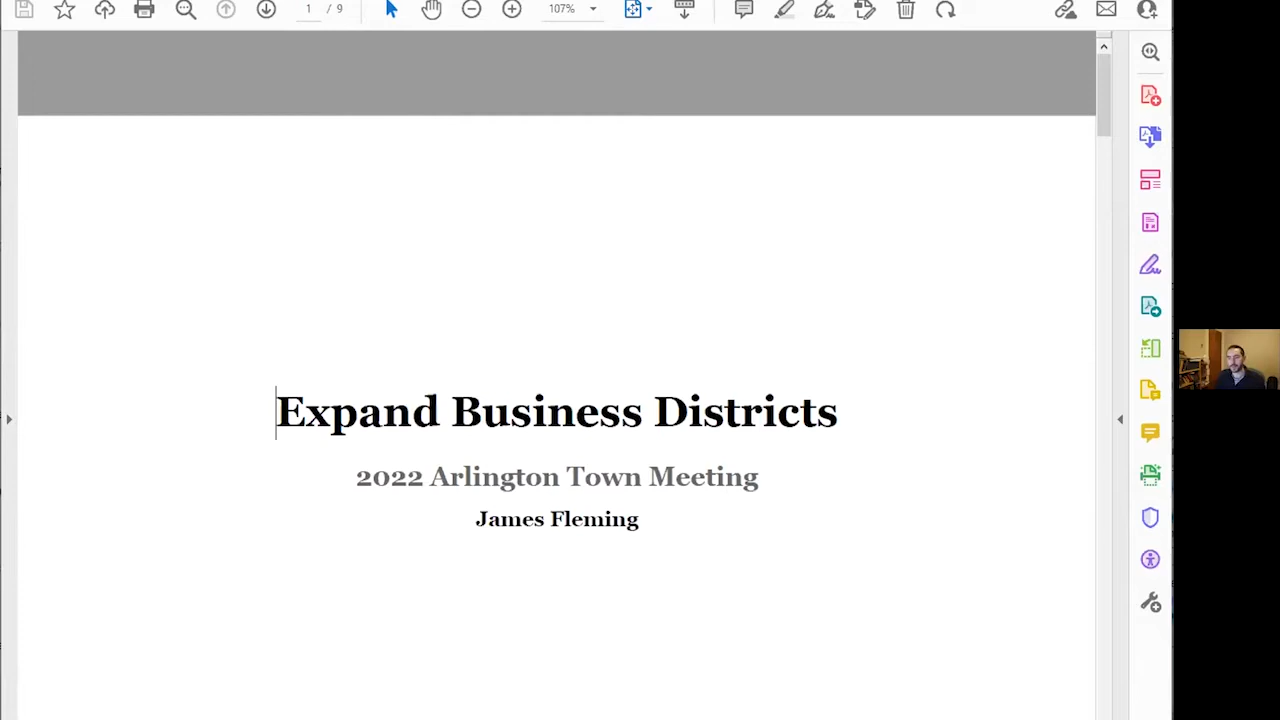 1 / 9
107%
Expand Business Districts
2022 Arlington Town Meeting
James Fleming